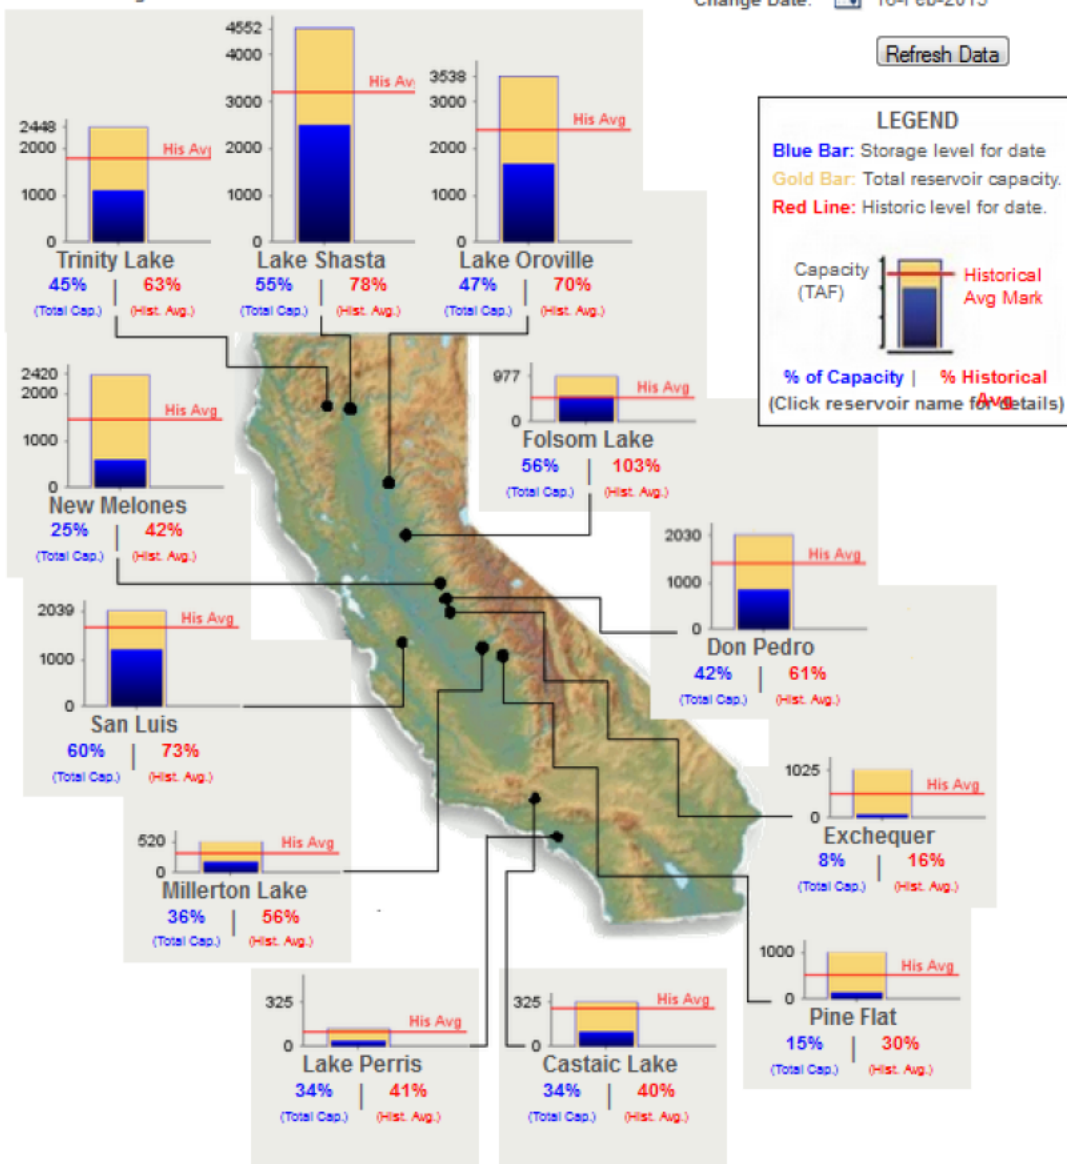 Change Date:
Refresh Data
LEGEND
Blue Bar: Storage level for date
Gold Bar: Total reservoir capacity.
Red Line: Historic level for date.
Capacity
(TAF)
Historical
Avg Mark
% of Capacity | % Historical
Avg
(Click reservoir name for details)
2448
2000
1000
0
His Avg
Trinity Lake
45% | 63%
(Total Cap.) (Hist. Avg.)
4552
4000
3000
2000
1000
0
His Av
Lake Shasta
55% | 78%
(Total Cap.) (Hist. Avg.)
3538
3000
2000
1000
0
His Avg
Lake Oroville
47% | 70%
(Total Cap.) (Hist. Avg.)
2420
2000
1000
0
His Avg
New Melones
25% | 42%
(Total Cap.) (Hist. Avg.)
977
0
His Avg
Folsom Lake
56% | 103%
(Total Cap.) (Hist. Avg.)
2030
1000
0
His Avg
Don Pedro
42% | 61%
(Total Cap.) (Hist. Avg.)
2039
1000
0
His Avg
San Luis
60% | 73%
(Total Cap.) (Hist. Avg.)
1025
0
His Avg
Exchequer
8% | 16%
(Total Cap.) (Hist. Avg.)
520
0
His Avg
Millerton Lake
36% | 56%
(Total Cap.) (Hist. Avg.)
1000
0
His Avg
Pine Flat
15% | 30%
(Total Cap.) (Hist. Avg.)
325
0
His Avg
Lake Perris
34% | 41%
(Total Cap.) (Hist. Avg.)
325
0
His Avg
Castaic Lake
34% | 40%
(Total Cap.) (Hist. Avg.)